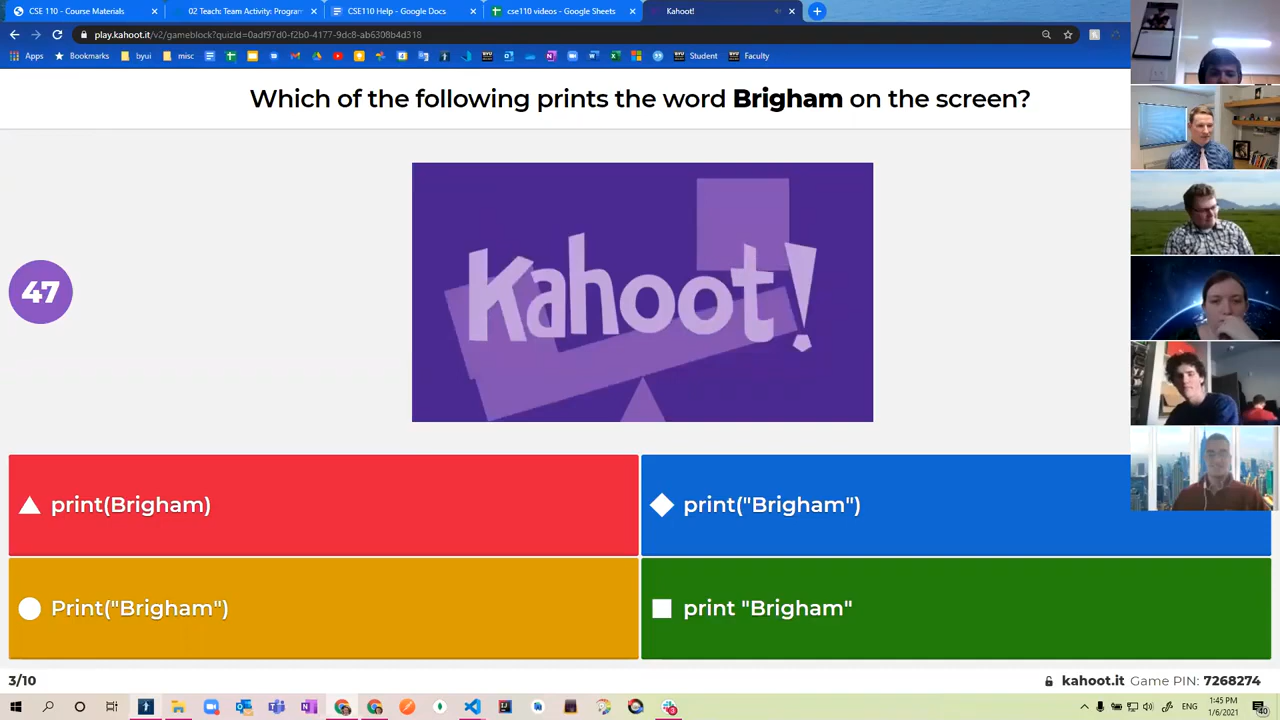 CSE 110 - Course Materials
02 Teach: Team Activity: Program
CSE110 Help - Google Docs
cse110 videos - Google Sheets
Kahoot!
play.kahoot.it/v2/gameblock?quizId=0adf97d0-f2b0-4177-9dc8-ab6308b4d318
Apps
Bookmarks
byui
misc
Student
Faculty
Which of the following prints the word Brigham on the screen?
Kahoot!
47
print(Brigham)
print("Brigham")
Print("Brigham")
print "Brigham"
3/10
kahoot.it Game PIN: 7268274
ENG
1:45 PM
1/6/2021